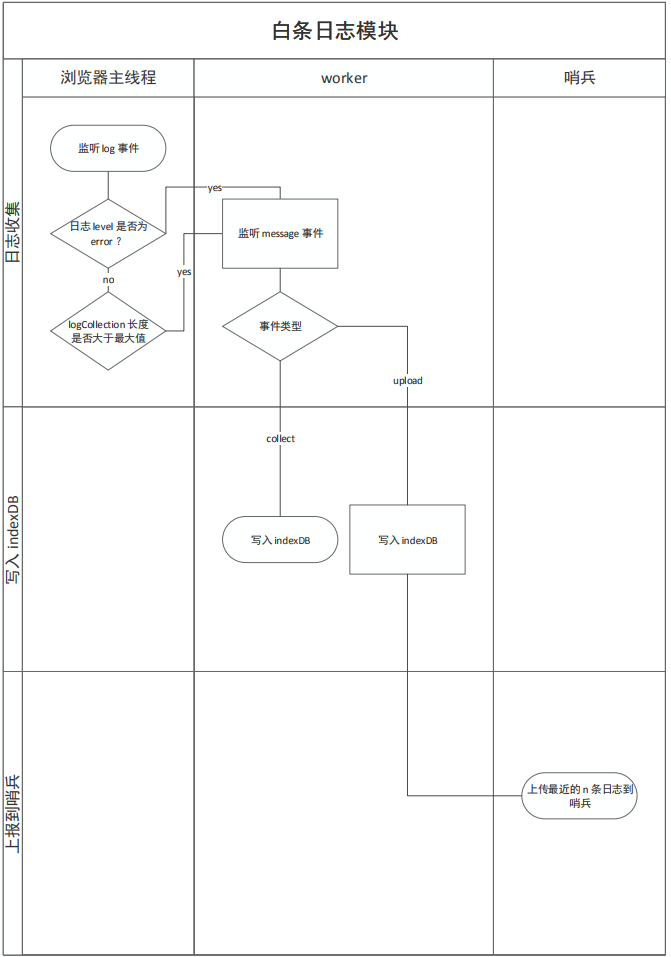 白条日志模块
浏览器主线程
worker
哨兵
日志收集
监听 log 事件
yes
日志 level 是否为
error ？
监听 message 事件
yes
no
logCollection 长度
是否大于最大值
事件类型
upload
写入 indexDB
collect
写入 indexDB
写入 indexDB
上报到哨兵
上传最近的 n 条日志到
哨兵